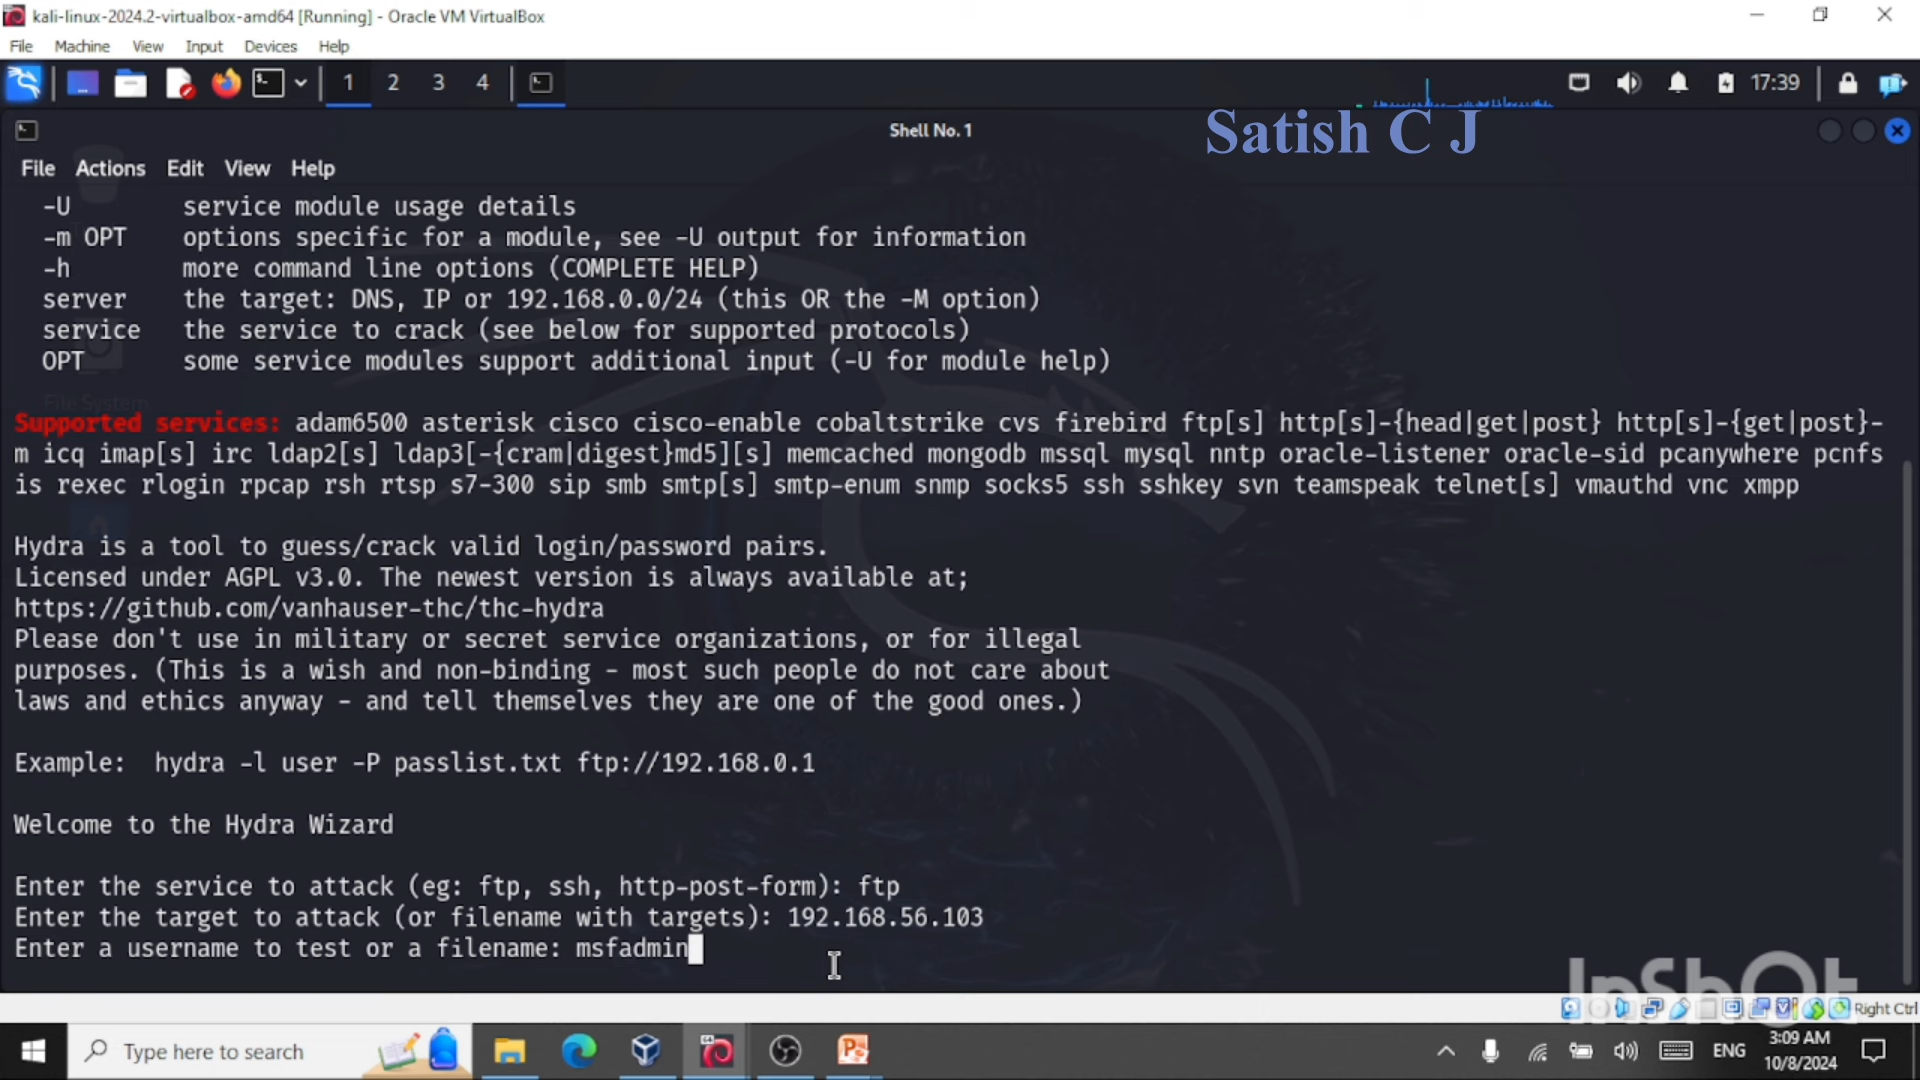 kali-linux-2024.2-virtualbox-amd64 [Running] - Oracle VM VirtualBox
File Machine View Input Devices Help
1 2 3 4
17:39
Shell No. 1
Satish C J
File Actions Edit View Help
-U service module usage details
-m OPT options specific for a module, see -U output for information
-h more command line options (COMPLETE HELP)
server the target: DNS, IP or 192.168.0.0/24 (this OR the -M option)
service the service to crack (see below for supported protocols)
OPT some service modules support additional input (-U for module help)
File System
Supported services: adam6500 asterisk cisco cisco-enable cobaltstrike cvs firebird ftp[s] http[s]-{head|get|post} http[s]-{get|post}-
m icq imap[s] irc ldap2[s] ldap3[-{cram|digest}md5][s] memcached mongodb mssql mysql nntp oracle-listener oracle-sid pcanywhere pcnfs
is rexec rlogin rpcap rsh rtsp s7-300 sip smb smtp[s] smtp-enum snmp socks5 ssh sshkey svn teamspeak telnet[s] vmauthd vnc xmpp
Hydra is a tool to guess/crack valid login/password pairs.
Licensed under AGPL v3.0. The newest version is always available at;
https://github.com/vanhauser-thc/thc-hydra
Please don't use in military or secret service organizations, or for illegal
purposes. (This is a wish and non-binding - most such people do not care about
laws and ethics anyway - and tell themselves they are one of the good ones.)
Example: hydra -l user -P passlist.txt ftp://192.168.0.1
Welcome to the Hydra Wizard
Enter the service to attack (eg: ftp, ssh, http-post-form): ftp
Enter the target to attack (or filename with targets): 192.168.56.103
Enter a username to test or a filename: msfadmin
InShOt
Right Ctrl
Type here to search
ENG
3:09 AM
10/8/2024